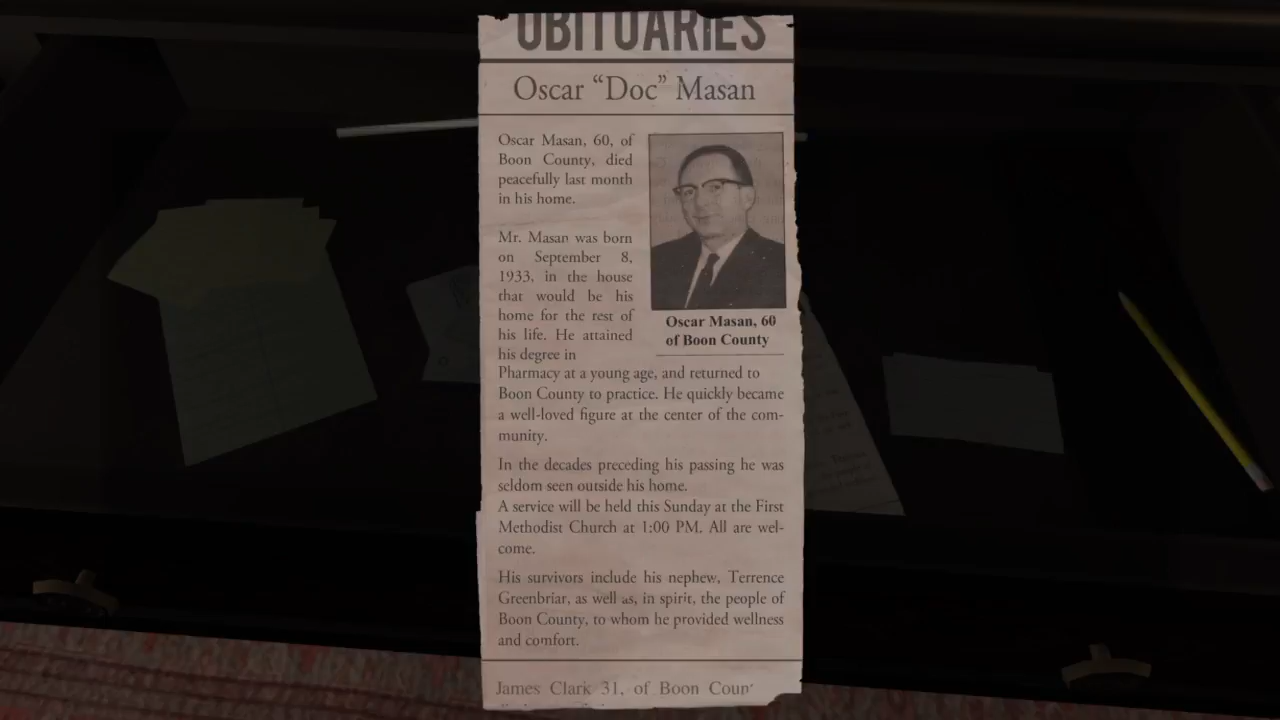 OBITUARIES
Oscar “Doc” Masan
Oscar Masan, 60, of
Boon County, died
peacefully last month
in his home.
Mr. Masan was born
on September 8,
1933, in the house
that would be his
home for the rest of
his life. He attained
his degree in
Oscar Masan, 60
of Boon County
Pharmacy at a young age, and returned to
Boon County to practice. He quickly became
a well-loved figure at the center of the com-
munity.
In the decades preceding his passing he was
seldom seen outside his home.
A service will be held this Sunday at the First
Methodist Church at 1:00 PM. All are wel-
come.
His survivors include his nephew, Terrence
Greenbriar, as well as, in spirit, the people of
Boon County, to whom he provided wellness
and comfort.
James Clark 31, of Boon Coun